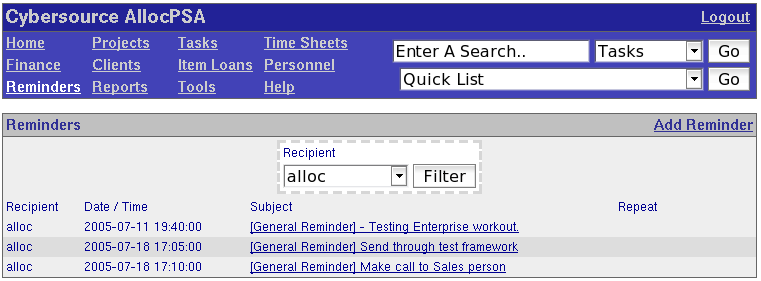 Cybersource AllocPSA Logout
Home Projects Tasks Time Sheets
Enter A Search.. Tasks Go
Finance Clients Item Loans Personnel
Quick List Go
Reminders Reports Tools Help
Reminders Add Reminder
Recipient
alloc Filter
Recipient Date / Time Subject Repeat
alloc 2005-07-11 19:40:00 [General Reminder] - Testing Enterprise workout.
alloc 2005-07-18 17:05:00 [General Reminder] Send through test framework
alloc 2005-07-18 17:10:00 [General Reminder] Make call to Sales person